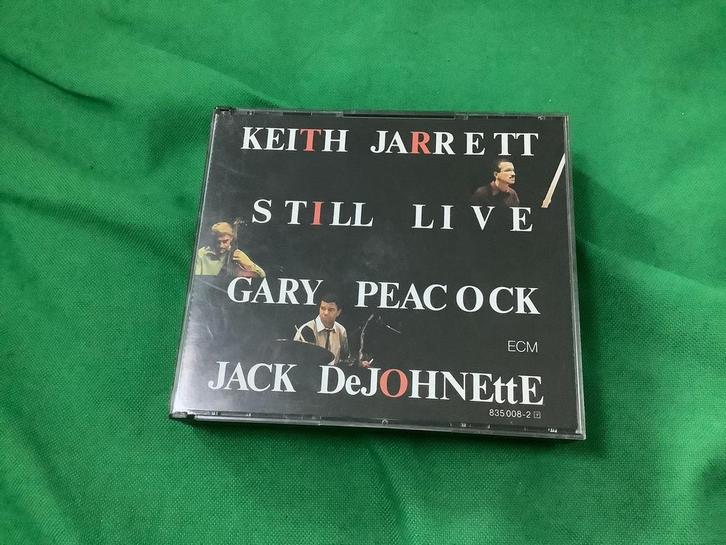 KEITH JARRETT
STILL LIVE
GARY PEACOCK
ECM
JACK DeJOHNEttE
835 008-2